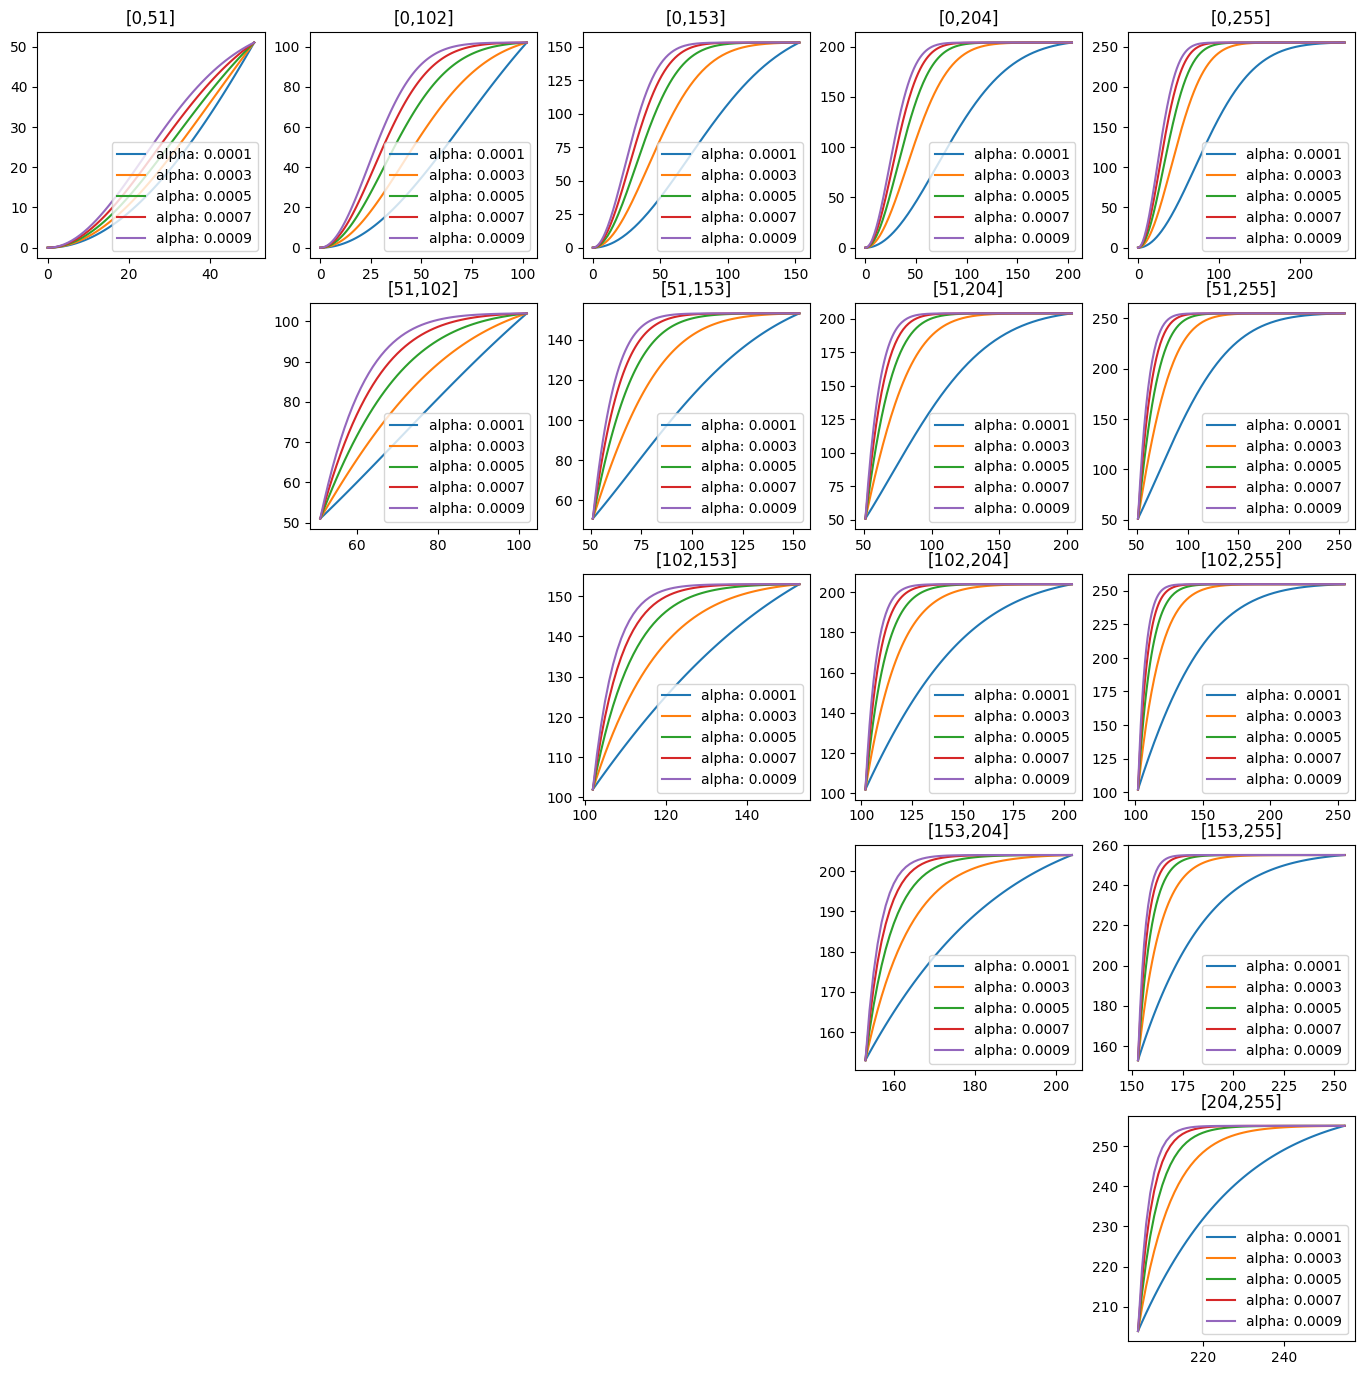 [0,51]
50
40
30
20
10
0
alpha: 0.0001
alpha: 0.0003
alpha: 0.0005
alpha: 0.0007
alpha: 0.0009
0 20 40
[0,102]
100
80
60
40
20
0
alpha: 0.0001
alpha: 0.0003
alpha: 0.0005
alpha: 0.0007
alpha: 0.0009
0 25 50 75 100
[0,153]
150
125
100
75
50
25
0
alpha: 0.0001
alpha: 0.0003
alpha: 0.0005
alpha: 0.0007
alpha: 0.0009
0 50 100 150
[0,204]
200
150
100
50
0
alpha: 0.0001
alpha: 0.0003
alpha: 0.0005
alpha: 0.0007
alpha: 0.0009
0 50 100 150 200
[0,255]
250
200
150
100
50
0
alpha: 0.0001
alpha: 0.0003
alpha: 0.0005
alpha: 0.0007
alpha: 0.0009
0 100 200
[51,102]
100
90
80
70
60
50
alpha: 0.0001
alpha: 0.0003
alpha: 0.0005
alpha: 0.0007
alpha: 0.0009
60 80 100
[51,153]
140
120
100
80
60
alpha: 0.0001
alpha: 0.0003
alpha: 0.0005
alpha: 0.0007
alpha: 0.0009
50 75 100 125 150
[51,204]
200
175
150
125
100
75
50
alpha: 0.0001
alpha: 0.0003
alpha: 0.0005
alpha: 0.0007
alpha: 0.0009
50 100 150 200
[51,255]
250
200
150
100
50
alpha: 0.0001
alpha: 0.0003
alpha: 0.0005
alpha: 0.0007
alpha: 0.0009
50 100 150 200 250
[102,153]
150
140
130
120
110
100
alpha: 0.0001
alpha: 0.0003
alpha: 0.0005
alpha: 0.0007
alpha: 0.0009
100 120 140
[102,204]
200
180
160
140
120
100
alpha: 0.0001
alpha: 0.0003
alpha: 0.0005
alpha: 0.0007
alpha: 0.0009
100 125 150 175 200
[102,255]
250
225
200
175
150
125
100
alpha: 0.0001
alpha: 0.0003
alpha: 0.0005
alpha: 0.0007
alpha: 0.0009
100 150 200 250
[153,204]
200
190
180
170
160
alpha: 0.0001
alpha: 0.0003
alpha: 0.0005
alpha: 0.0007
alpha: 0.0009
160 180 200
[153,255]
260
240
220
200
180
160
alpha: 0.0001
alpha: 0.0003
alpha: 0.0005
alpha: 0.0007
alpha: 0.0009
150 175 200 225 250
[204,255]
250
240
230
220
210
alpha: 0.0001
alpha: 0.0003
alpha: 0.0005
alpha: 0.0007
alpha: 0.0009
220 240